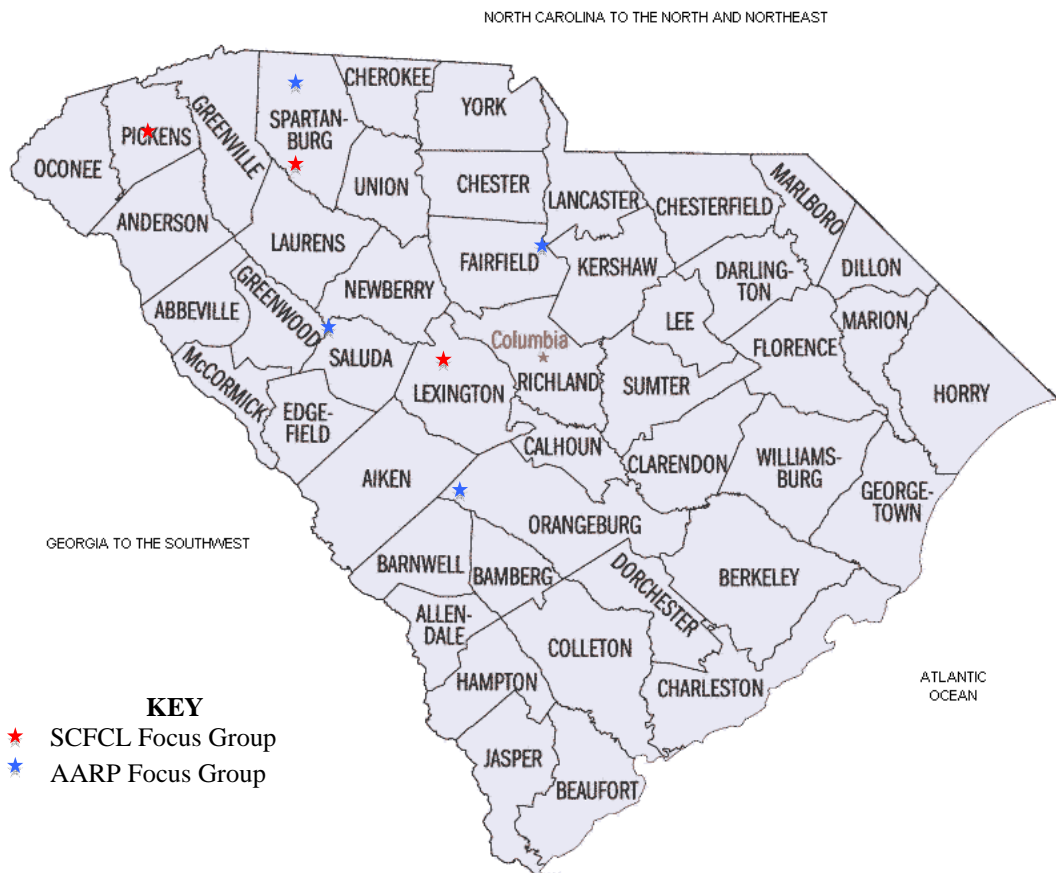 NORTH CAROLINA TO THE NORTH AND NORTHEAST
CHEROKEE
YORK
SPARTAN-
BURG
GREENVILLE
PICKENS
OCONEE
UNION
CHESTER
LANCASTER
CHESTERFIELD
MARLBORO
ANDERSON
LAURENS
FAIRFIELD
KERSHAW
DARLING-
TON
DILLON
ABBEVILLE
GREENWOOD
NEWBERRY
LEE
MARION
Columbia
FLORENCE
McCORMICK
SALUDA
LEXINGTON
RICHLAND
SUMTER
HORRY
EDGE-
FIELD
CALHOUN
CLARENDON
WILLIAMS-
BURG
AIKEN
GEORGE-
TOWN
ORANGEBURG
GEORGIA TO THE SOUTHWEST
BARNWELL
BAMBERG
DORCHESTER
BERKELEY
ALLEN-
DALE
COLLETON
HAMPTON
CHARLESTON
ATLANTIC
OCEAN
JASPER
BEAUFORT
KEY
SCFCL Focus Group
AARP Focus Group